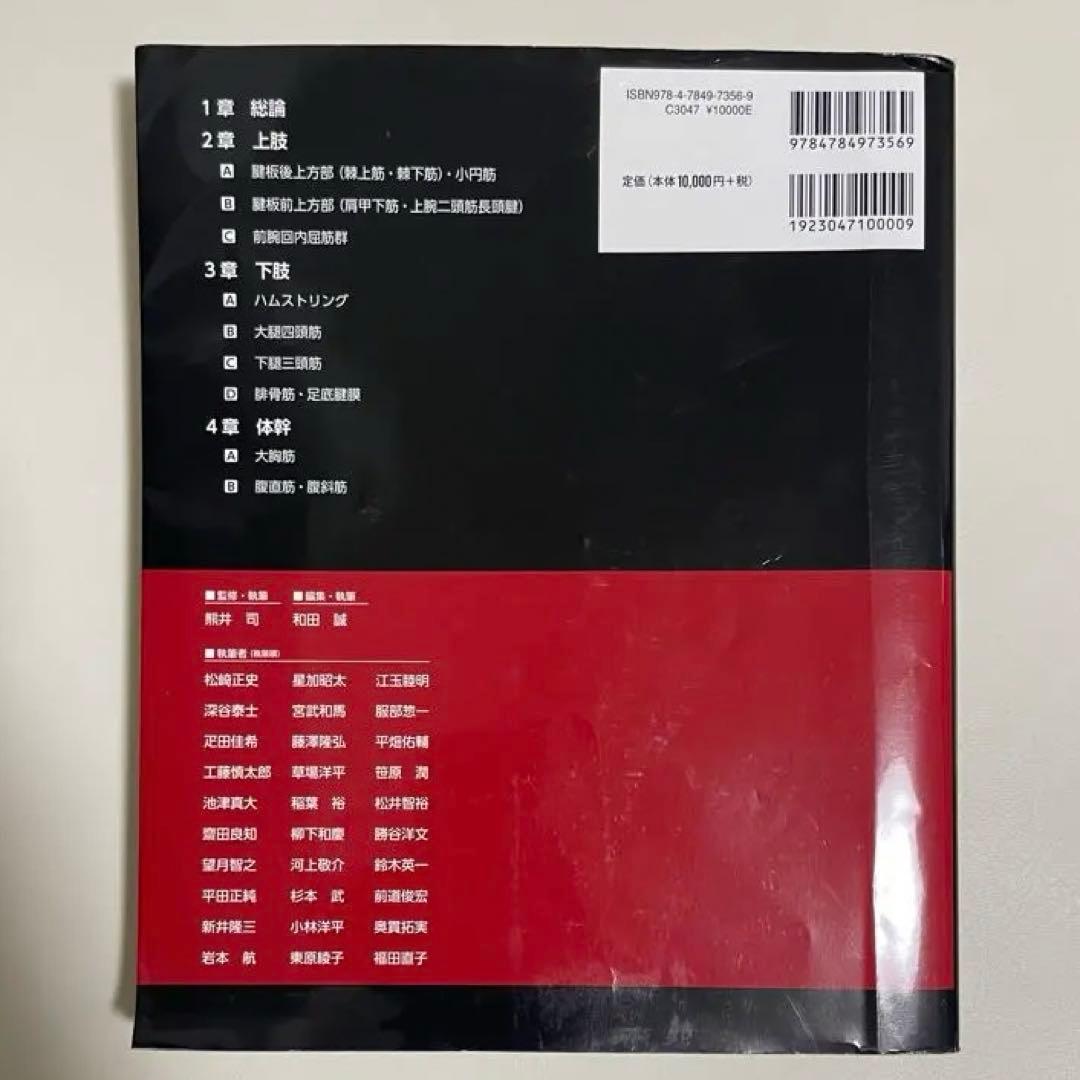 1章 総論
2章 上肢
A 腱板後上方部(棘上筋・棘下筋)・小円筋
B 腱板前上方部(肩甲下筋・上腕二頭筋長頭腱)
C 前腕回内屈筋群
3章 下肢
A ハムストリング
B 大腿四頭筋
C 下腿三頭筋
D 腓骨筋・足底腱膜
4章 体幹
A 大胸筋
B 腹直筋・腹斜筋
ISBN978-4-7849-7356-9
C3047 ¥10000E
9784784973569
定価(本体10,000円+税)
1923047100009
■監修・執筆 ■編集・執筆
熊井 司 和田 誠
■執筆者(執筆順)
松崎正史 星加昭太 江玉睦明
深谷泰士 宮武和馬 服部惣一
疋田佳希 藤澤隆弘 平畑佑輔
工藤慎太郎 草場洋平 笹原 潤
池津真大 稲葉 裕 松井智裕
齋田良知 柳下和慶 勝谷洋文
望月智之 河上敬介 鈴木英一
平田正純 杉本 武 前道俊宏
新井隆三 小林洋平 奥貫拓実
岩本 航 東原綾子 福田直子